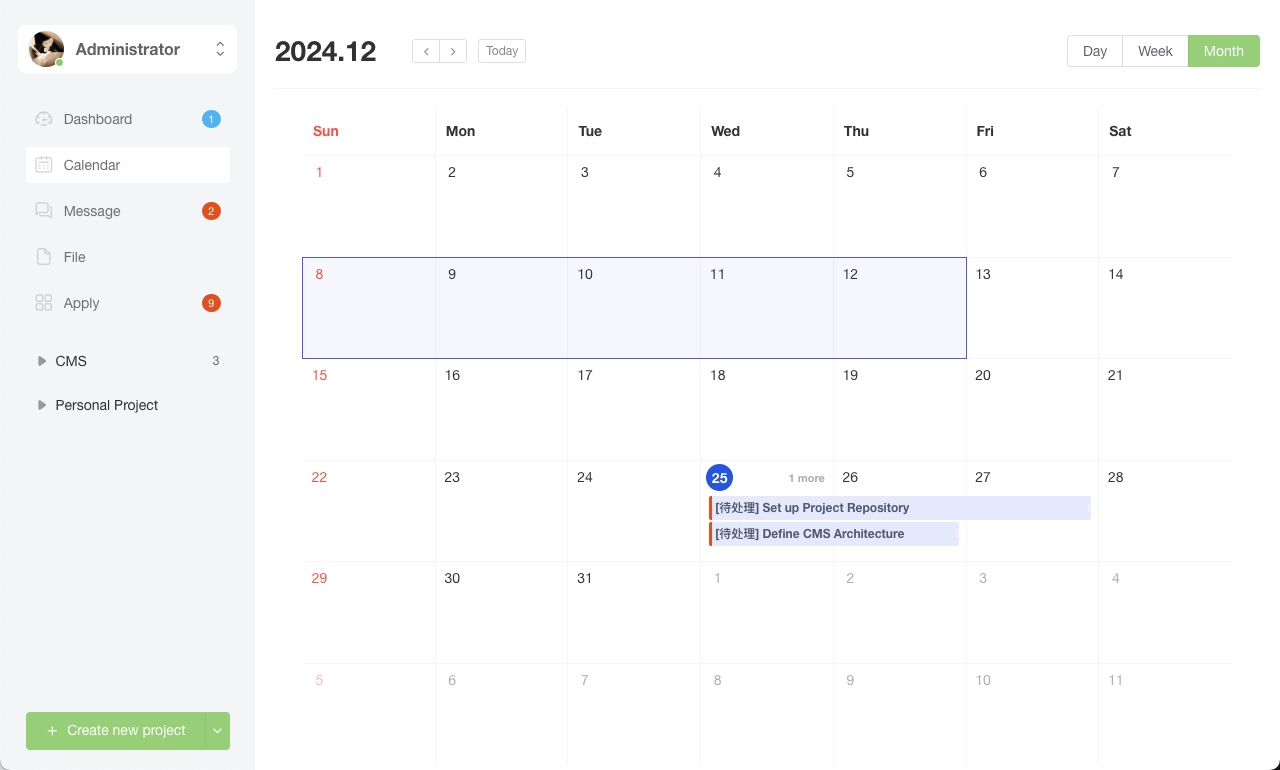 Administrator
Dashboard 1
Calendar
Message 2
File
Apply 9
CMS 3
Personal Project
+ Create new project
2024.12
Today
Day Week Month
Sun Mon Tue Wed Thu Fri Sat
1 2 3 4 5 6 7
8 9 10 11 12 13 14
15 16 17 18 19 20 21
22 23 24 25 1 more 26 27 28
[待处理] Set up Project Repository
[待处理] Define CMS Architecture
29 30 31 1 2 3 4
5 6 7 8 9 10 11